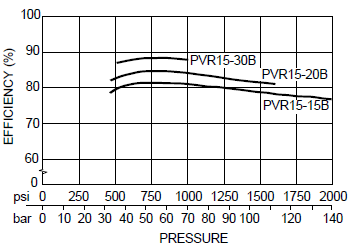 100
90
80
70
60
0
EFFICIENCY (%)
PVR15-30B
PVR15-20B
PVR15-15B
psi 0 250 500 750 1000 1250 1500 1750 2000
bar 0 10 20 30 40 50 60 70 80 90 100 120 140
PRESSURE